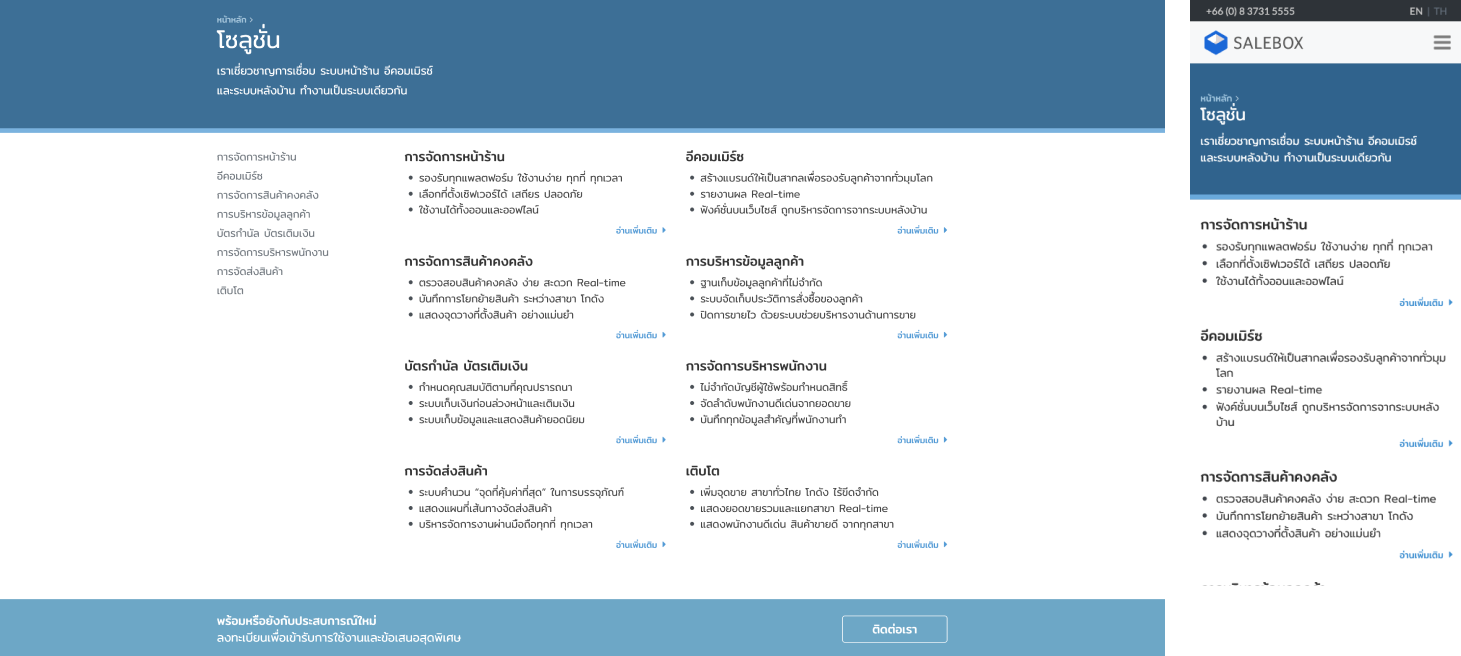 หน้าหลัก >
โซลูชั่น
เราเชี่ยวชาญการเชื่อม ระบบหน้าร้าน อีคอมเมิรซ์
และระบบหลังบ้าน ทำงานเป็นระบบเดียวกัน
การจัดการหน้าร้าน
อีคอมเมิร์ซ
การจัดการสินค้าคงคลัง
การบริหารข้อมูลลูกค้า
บัตรกำนัล บัตรเติมเงิน
การจัดการบริหารพนักงาน
การจัดส่งสินค้า
เติบโต
การจัดการหน้าร้าน
• รองรับทุกแพลตฟอร์ม ใช้งานง่าย ทุกที่ ทุกเวลา
• เลือกที่ตั้งเซิฟเวอร์ได้ เสถียร ปลอดภัย
• ใช้งานได้ทั้งออนและออฟไลน์
อ่านเพิ่มเติม
อีคอมเมิร์ซ
• สร้างแบรนด์ให้เป็นสากลเพื่อรองรับลูกค้าจากทั่วมุมโลก
• รายงานผล Real-time
• ฟังค์ชั่นบนเว็บไซส์ ถูกบริหารจัดการจากระบบหลังบ้าน
อ่านเพิ่มเติม
การจัดการสินค้าคงคลัง
• ตรวจสอบสินค้าคงคลัง ง่าย สะดวก Real-time
• บันทึกการโยกย้ายสินค้า ระหว่างสาขา โกดัง
• แสดงจุดวางที่ตั้งสินค้า อย่างแม่นยำ
อ่านเพิ่มเติม
การบริหารข้อมูลลูกค้า
• ฐานเก็บข้อมูลลูกค้าที่ไม่จำกัด
• ระบบจัดเก็บประวัติการสั่งซื้อของลูกค้า
• ปิดการขายไว ด้วยระบบช่วยบริหารงานด้านการขาย
อ่านเพิ่มเติม
บัตรกำนัล บัตรเติมเงิน
• กำหนดคุณสมบัติตามที่คุณปรารถนา
• ระบบเก็บเงินก่อนล่วงหน้าและเติมเงิน
• ระบบเก็บข้อมูลและแสดงสินค้ายอดนิยม
อ่านเพิ่มเติม
การจัดการบริหารพนักงาน
• ไม่จำกัดบัญชีผู้ใช้พร้อมกำหนดสิทธิ์
• จัดลำดับพนักงานดีเด่นจากยอดขาย
• บันทึกทุกข้อมูลสำคัญที่พนักงานทำ
อ่านเพิ่มเติม
การจัดส่งสินค้า
• ระบบคำนวน “จุดที่คุ้มค่าที่สุด” ในการบรรจุภัณฑ์
• แสดงแผนที่เส้นทางจัดส่งสินค้า
• บริหารจัดการงานผ่านมือถือทุกที่ ทุกเวลา
อ่านเพิ่มเติม
เติบโต
• เพิ่มจุดขาย สาขาทั่วไทย โกดัง ไร้ขีดจำกัด
• แสดงยอดขายรวมและแยกสาขา Real-time
• แสดงพนักงานดีเด่น สินค้าขายดี จากทุกสาขา
อ่านเพิ่มเติม
พร้อมหรือยังกับประสบการณ์ใหม่
ลงทะเบียนเพื่อเข้ารับการใช้งานและข้อเสนอสุดพิเศษ
ติดต่อเรา
+66 (0) 8 3731 5555
EN | TH
SALEBOX
หน้าหลัก >
โซลูชั่น
เราเชี่ยวชาญการเชื่อม ระบบหน้าร้าน อีคอมเมิรซ์
และระบบหลังบ้าน ทำงานเป็นระบบเดียวกัน
การจัดการหน้าร้าน
• รองรับทุกแพลตฟอร์ม ใช้งานง่าย ทุกที่ ทุกเวลา
• เลือกที่ตั้งเซิฟเวอร์ได้ เสถียร ปลอดภัย
• ใช้งานได้ทั้งออนและออฟไลน์
อ่านเพิ่มเติม
อีคอมเมิร์ซ
• สร้างแบรนด์ให้เป็นสากลเพื่อรองรับลูกค้าจากทั่วมุม
โลก
• รายงานผล Real-time
• ฟังค์ชั่นบนเว็บไซส์ ถูกบริหารจัดการจากระบบหลัง
บ้าน
อ่านเพิ่มเติม
การจัดการสินค้าคงคลัง
• ตรวจสอบสินค้าคงคลัง ง่าย สะดวก Real-time
• บันทึกการโยกย้ายสินค้า ระหว่างสาขา โกดัง
• แสดงจุดวางที่ตั้งสินค้า อย่างแม่นยำ
อ่านเพิ่มเติม